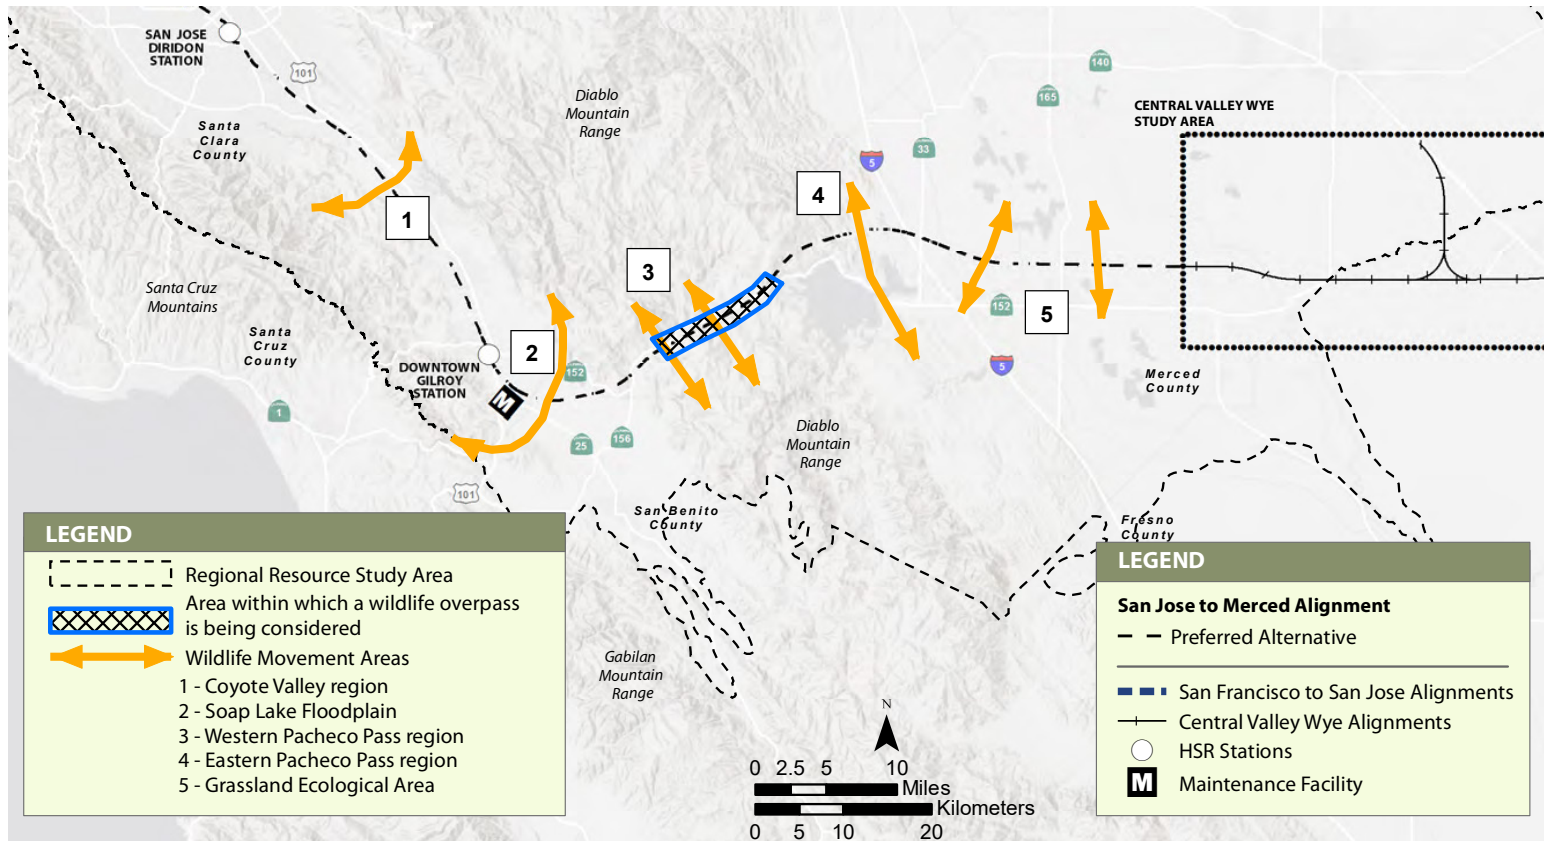 SAN JOSE
DIRIDON
STATION
101
Santa
Clara
County
Diablo
Mountain
Range
140
165
33
5
CENTRAL VALLEY WYE
STUDY AREA
1
4
3
Santa Cruz
Mountains
Santa
Cruz
County
2
DOWNTOWN
GILROY
STATION
M
152
152
5
5
Merced
County
1
25
156
Diablo
Mountain
Range
101
San Benito
County
Fresno
County
Gabilan
Mountain
Range
LEGEND
Regional Resource Study Area
Area within which a wildlife overpass
is being considered
Wildlife Movement Areas
1 - Coyote Valley region
2 - Soap Lake Floodplain
3 - Western Pacheco Pass region
4 - Eastern Pacheco Pass region
5 - Grassland Ecological Area
N
0 2.5 5 10
Miles
Kilometers
0 5 10 20
LEGEND
San Jose to Merced Alignment
Preferred Alternative
San Francisco to San Jose Alignments
Central Valley Wye Alignments
HSR Stations
M Maintenance Facility